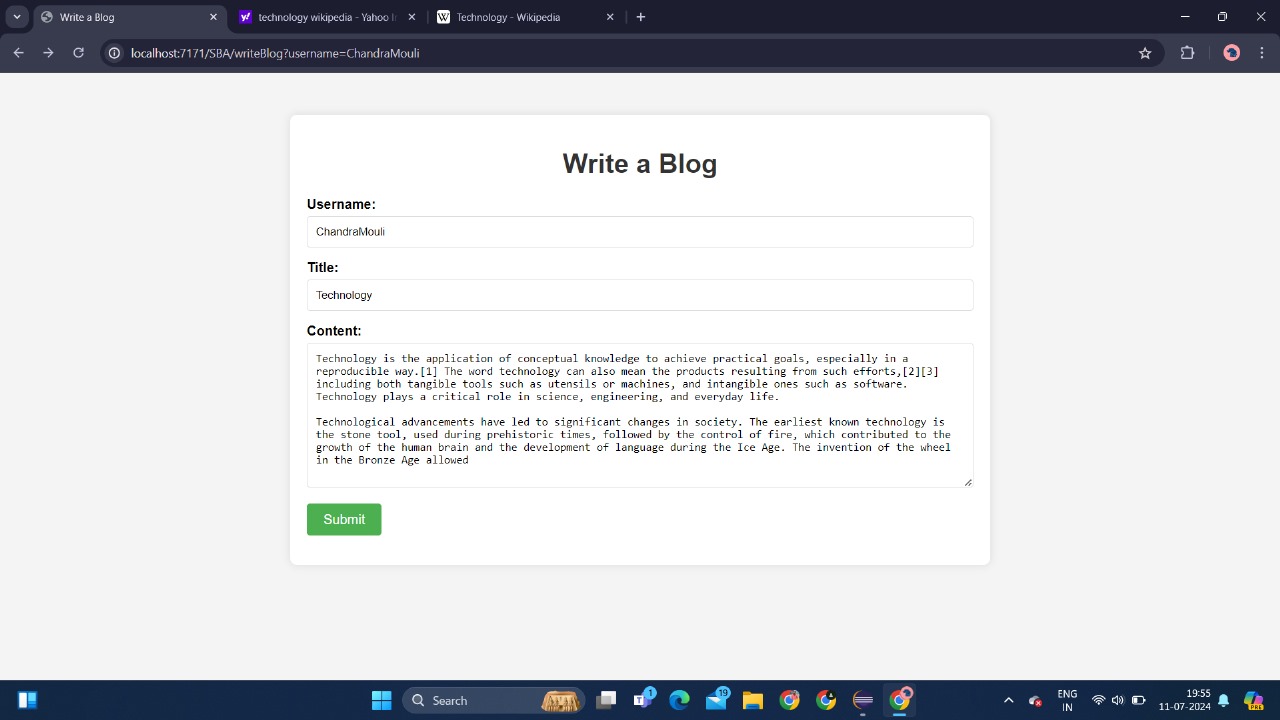 Write a Blog
technology wikipedia - Yahoo I
Technology - Wikipedia
localhost:7171/SBA/writeBlog?username=ChandraMouli
Write a Blog
Username:
ChandraMouli
Title:
Technology
Content:
Technology is the application of conceptual knowledge to achieve practical goals, especially in a
reproducible way.[1] The word technology can also mean the products resulting from such efforts,[2][3]
including both tangible tools such as utensils or machines, and intangible ones such as software.
Technology plays a critical role in science, engineering, and everyday life.
Technological advancements have led to significant changes in society. The earliest known technology is
the stone tool, used during prehistoric times, followed by the control of fire, which contributed to the
growth of the human brain and the development of language during the Ice Age. The invention of the wheel
in the Bronze Age allowed
Submit
Search
1
19
ENG
IN
19:55
11-07-2024
PRE